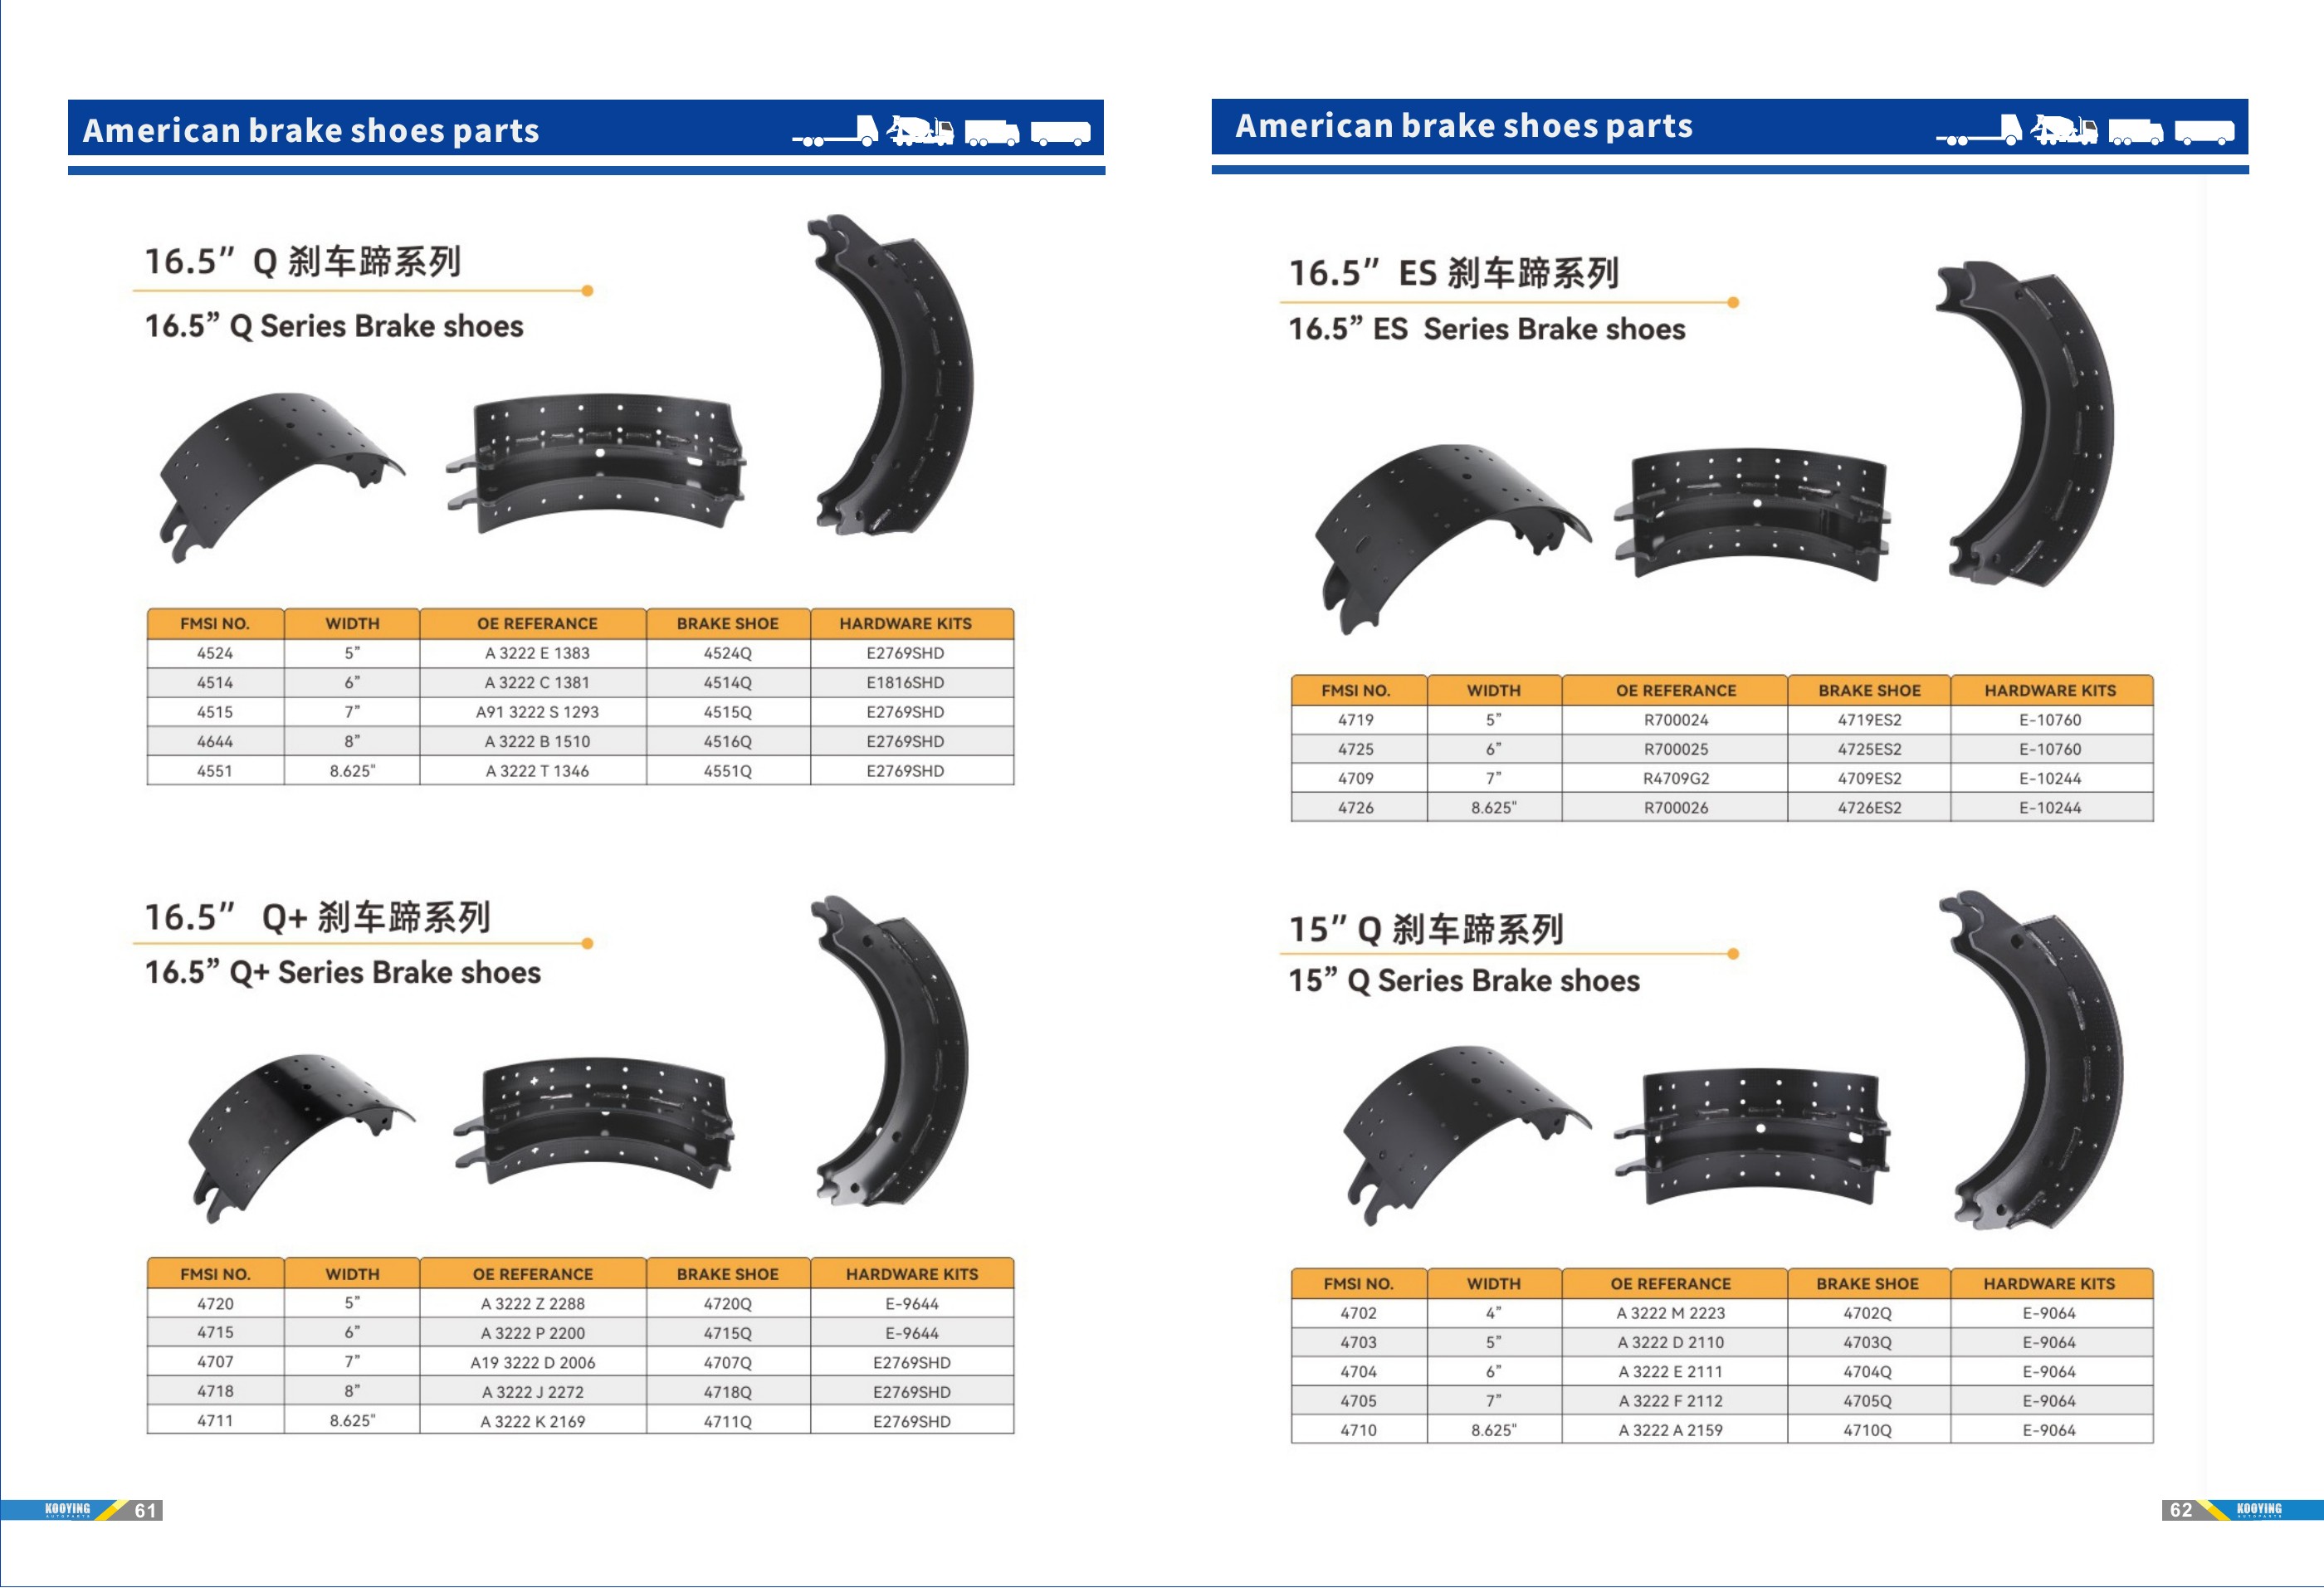 American brake shoes parts
16.5” Q 刹车蹄系列
16.5” Q Series Brake shoes
FMSI NO. WIDTH OE REFERANCE BRAKE SHOE HARDWARE KITS
4524 5” A 3222 E 1383 4524Q E2769SHD
4514 6” A 3222 C 1381 4514Q E1816SHD
4515 7” A91 3222 S 1293 4515Q E2769SHD
4644 8” A 3222 B 1510 4516Q E2769SHD
4551 8.625" A 3222 T 1346 4551Q E2769SHD
16.5” Q+ 刹车蹄系列
16.5” Q+ Series Brake shoes
FMSI NO. WIDTH OE REFERANCE BRAKE SHOE HARDWARE KITS
4720 5” A 3222 Z 2288 4720Q E-9644
4715 6” A 3222 P 2200 4715Q E-9644
4707 7” A19 3222 D 2006 4707Q E2769SHD
4718 8” A 3222 J 2272 4718Q E2769SHD
4711 8.625" A 3222 K 2169 4711Q E2769SHD
KOOYING
AUTOPARTS
61
American brake shoes parts
16.5” ES 刹车蹄系列
16.5” ES Series Brake shoes
FMSI NO. WIDTH OE REFERANCE BRAKE SHOE HARDWARE KITS
4719 5” R700024 4719ES2 E-10760
4725 6” R700025 4725ES2 E-10760
4709 7” R4709G2 4709ES2 E-10244
4726 8.625" R700026 4726ES2 E-10244
15” Q 刹车蹄系列
15” Q Series Brake shoes
FMSI NO. WIDTH OE REFERANCE BRAKE SHOE HARDWARE KITS
4702 4” A 3222 M 2223 4702Q E-9064
4703 5” A 3222 D 2110 4703Q E-9064
4704 6” A 3222 E 2111 4704Q E-9064
4705 7” A 3222 F 2112 4705Q E-9064
4710 8.625" A 3222 A 2159 4710Q E-9064
62
KOOYING
AUTOPARTS